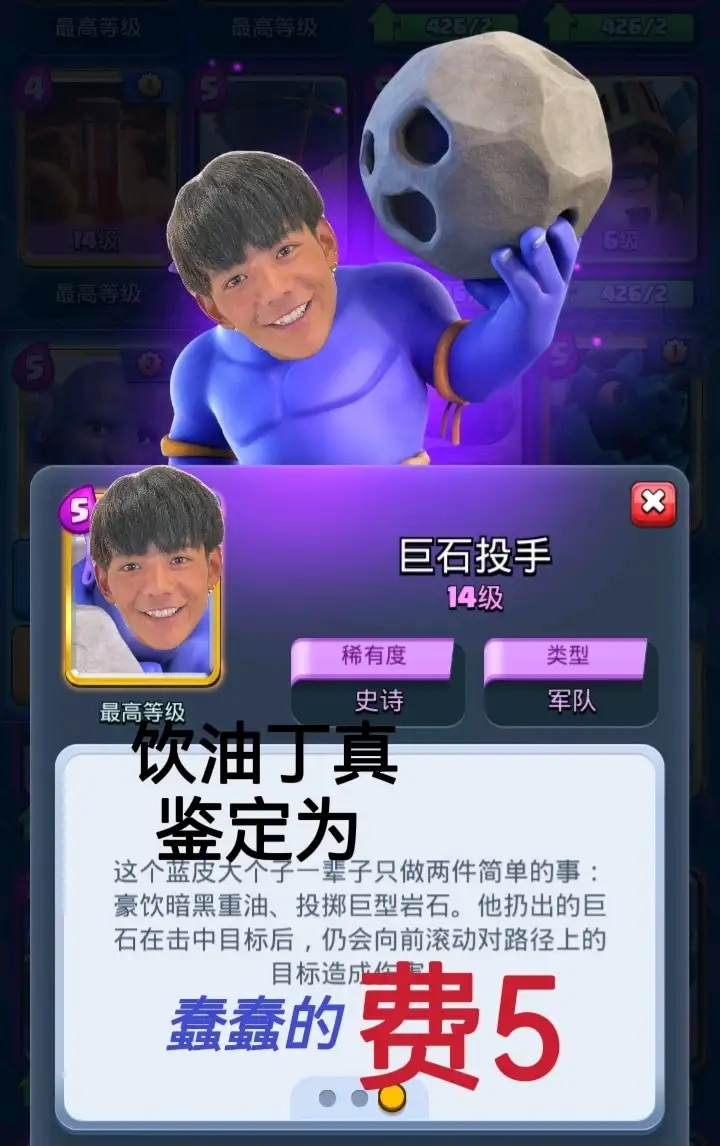 最高等级
最高等级
426/2
426/2
4
5
14级
6级
最高等级
426/2
5
5
5
巨石投手
14级
稀有度
类型
史诗
军队
最高等级
饮油丁真
鉴定为
这个蓝皮大个子一辈子只做两件简单的事：
豪饮暗黑重油、投掷巨型岩石。他扔出的巨
石在击中目标后，仍会向前滚动对路径上的
目标造成伤害
蠢蠢的
费5